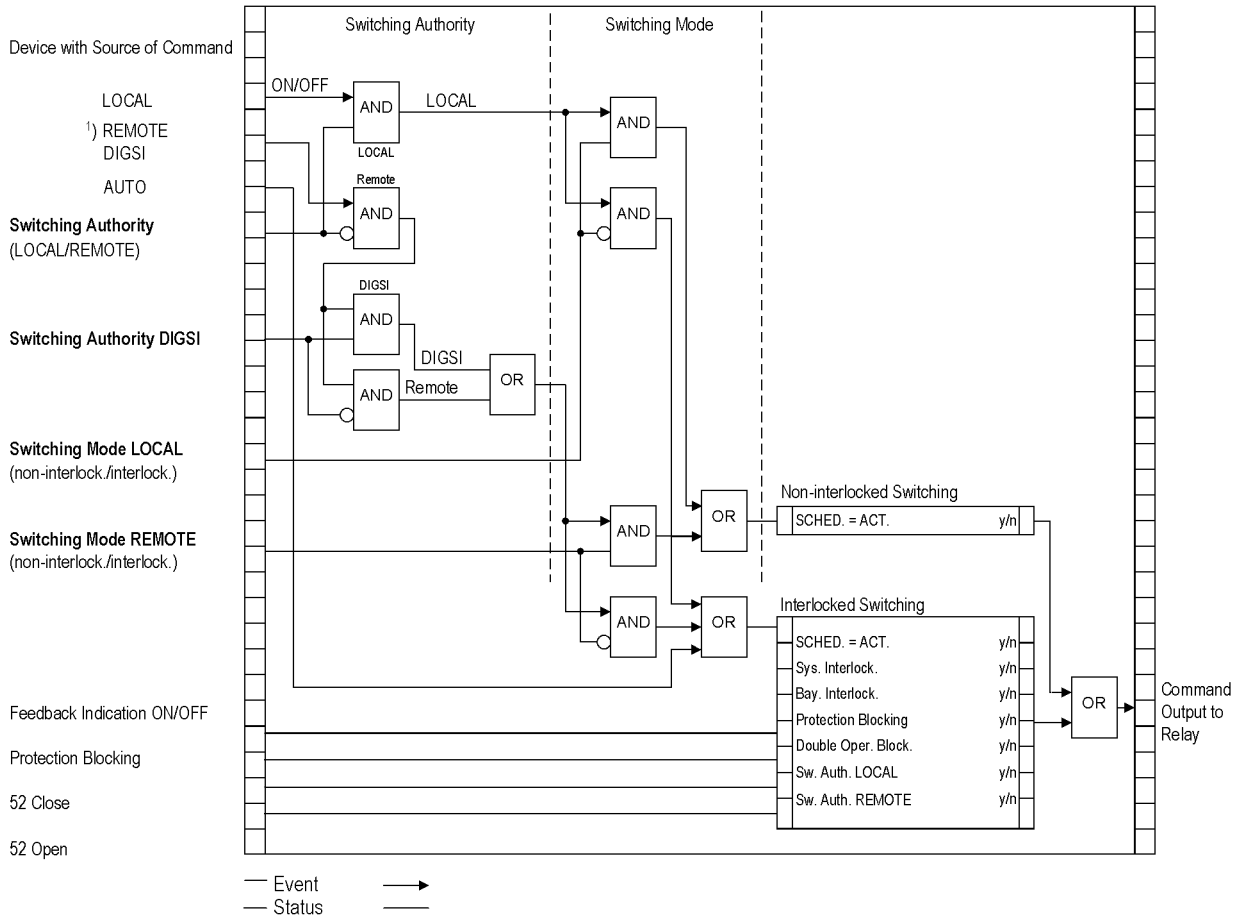 Switching Authority
Switching Mode
Device with Source of Command
ON/OFF
LOCAL
AND
LOCAL
AND
LOCAL
1) REMOTE
DIGSI
AUTO
Remote
AND
AND
Switching Authority
(LOCAL/REMOTE)
DIGSI
AND
Switching Authority DIGSI
DIGSI
OR
AND
Remote
Switching Mode LOCAL
(non-interlock./interlock.)
Non-interlocked Switching
SCHED. = ACT. y/n
AND
OR
Switching Mode REMOTE
(non-interlock./interlock.)
Interlocked Switching
AND
OR
SCHED. = ACT. y/n
Sys. Interlock. y/n
Bay. Interlock. y/n
Protection Blocking y/n
Double Oper. Block. y/n
Sw. Auth. LOCAL y/n
Sw. Auth. REMOTE y/n
OR
Command
Output to
Relay
Feedback Indication ON/OFF
Protection Blocking
52 Close
52 Open
Event
Status